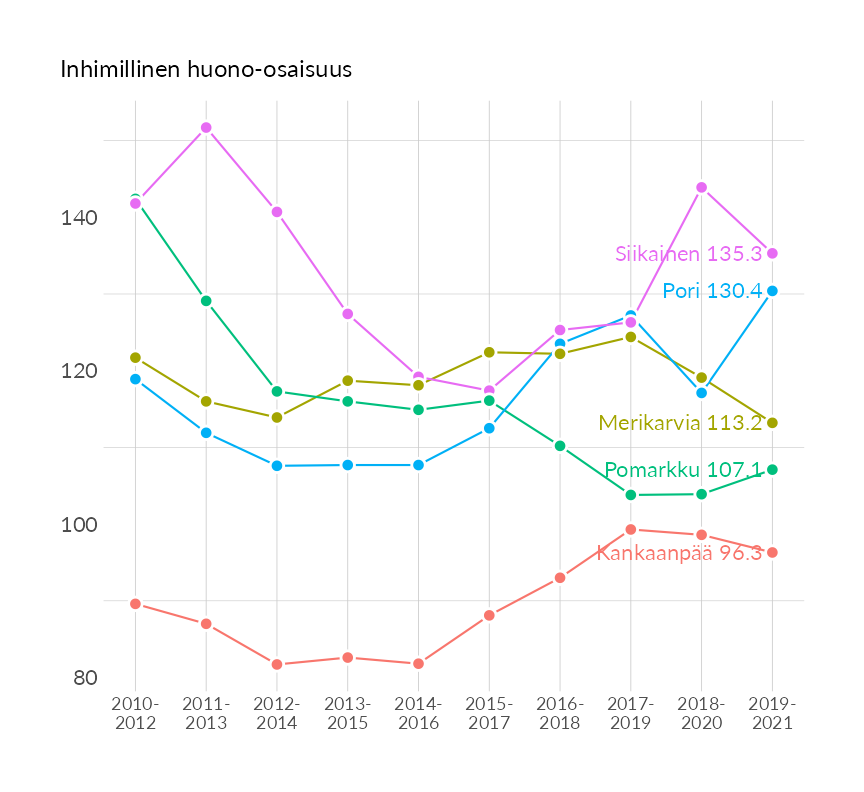 Inhimillinen huono-osaisuus
140
120
100
80
Siikainen 135.3
Pori 130.4
Merikarvia 113.2
Pomarkku 107.1
Kankaanpää 96.3
2010- 2011- 2012- 2013- 2014- 2015- 2016- 2017- 2018- 2019-
2012 2013 2014 2015 2016 2017 2018 2019 2020 2021